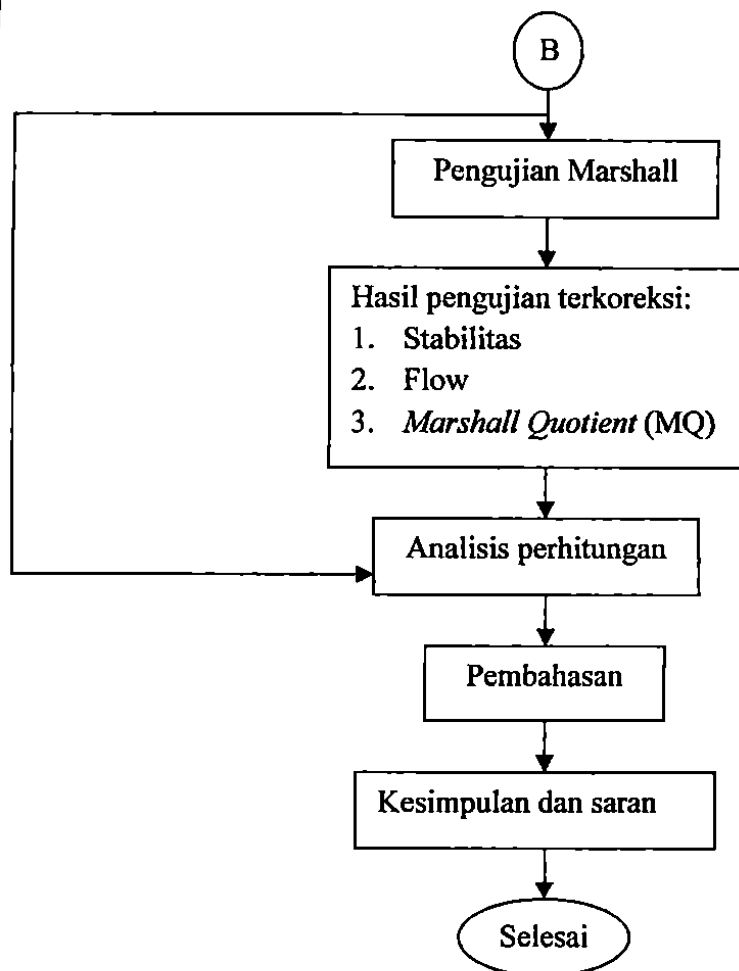 B
Pengujian Marshall
Hasil pengujian terkoreksi:
1. Stabilitas
2. Flow
3. Marshall Quotient (MQ)
Analisis perhitungan
Pembahasan
Kesimpulan dan saran
Selesai